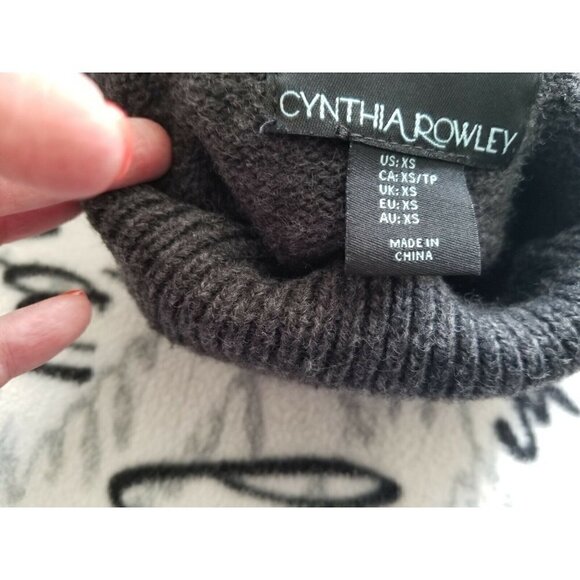 CYNTHIA ROWLEY
US: XS
CA: XS/TP
UK: XS
EU: XS
AU: XS
MADE IN
CHINA